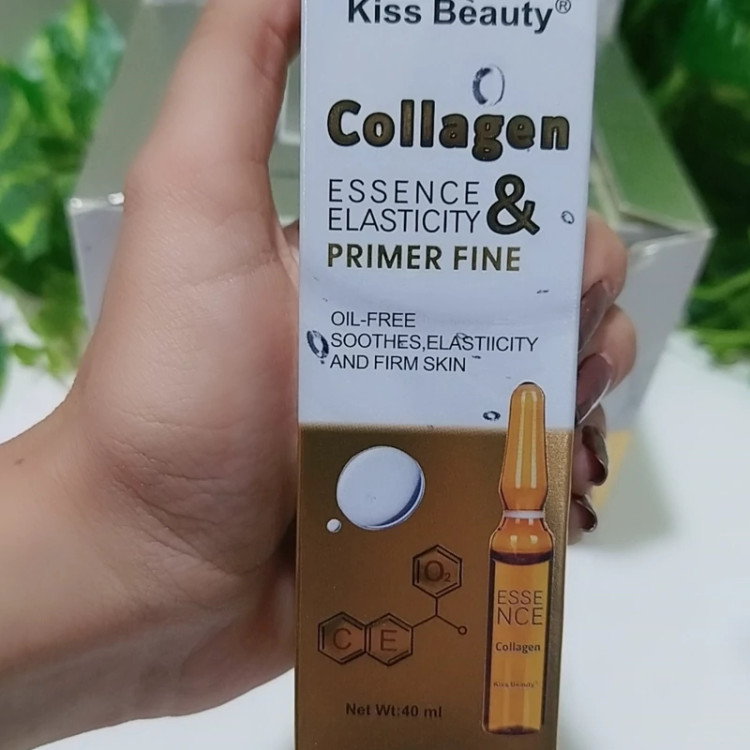 Kiss Beauty®
Collagen
ESSENCE &
ELASTICITY
PRIMER FINE
OIL-FREE
SOOTHES,ELASTIICITY
AND FIRM SKIN
O₂
C E
ESSE
NCE
Collagen
Kiss Beauty®
Net Wt:40 ml